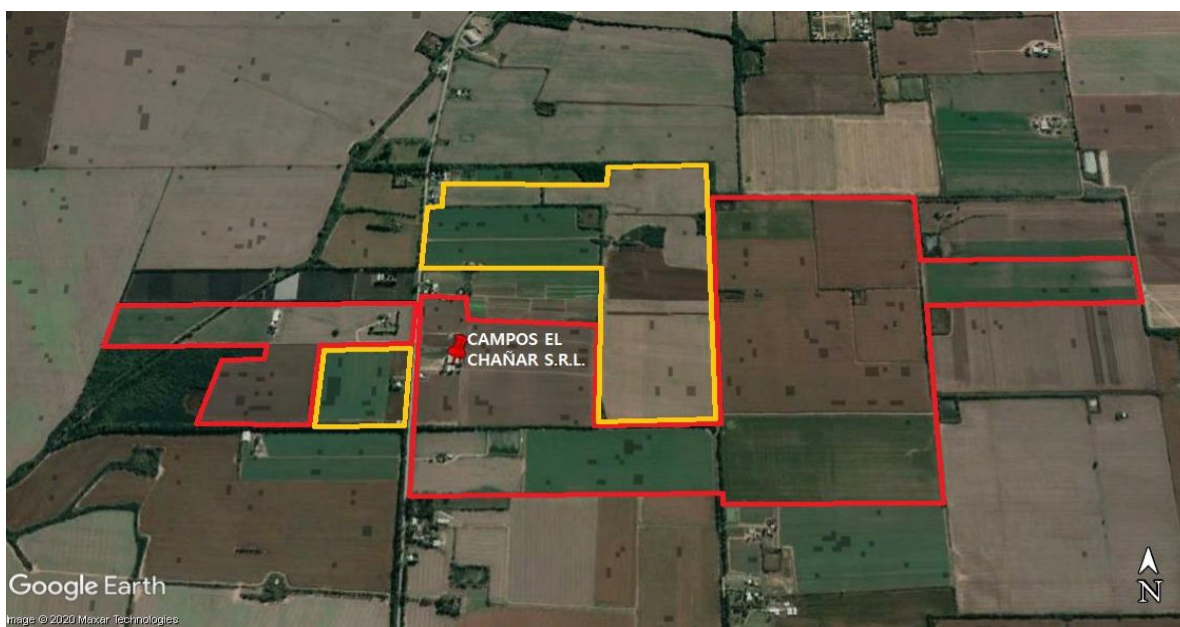 CAMPOS EL
CHAÑAR S.R.L.
Google Earth
Image © 2020 Maxar Technologies
N